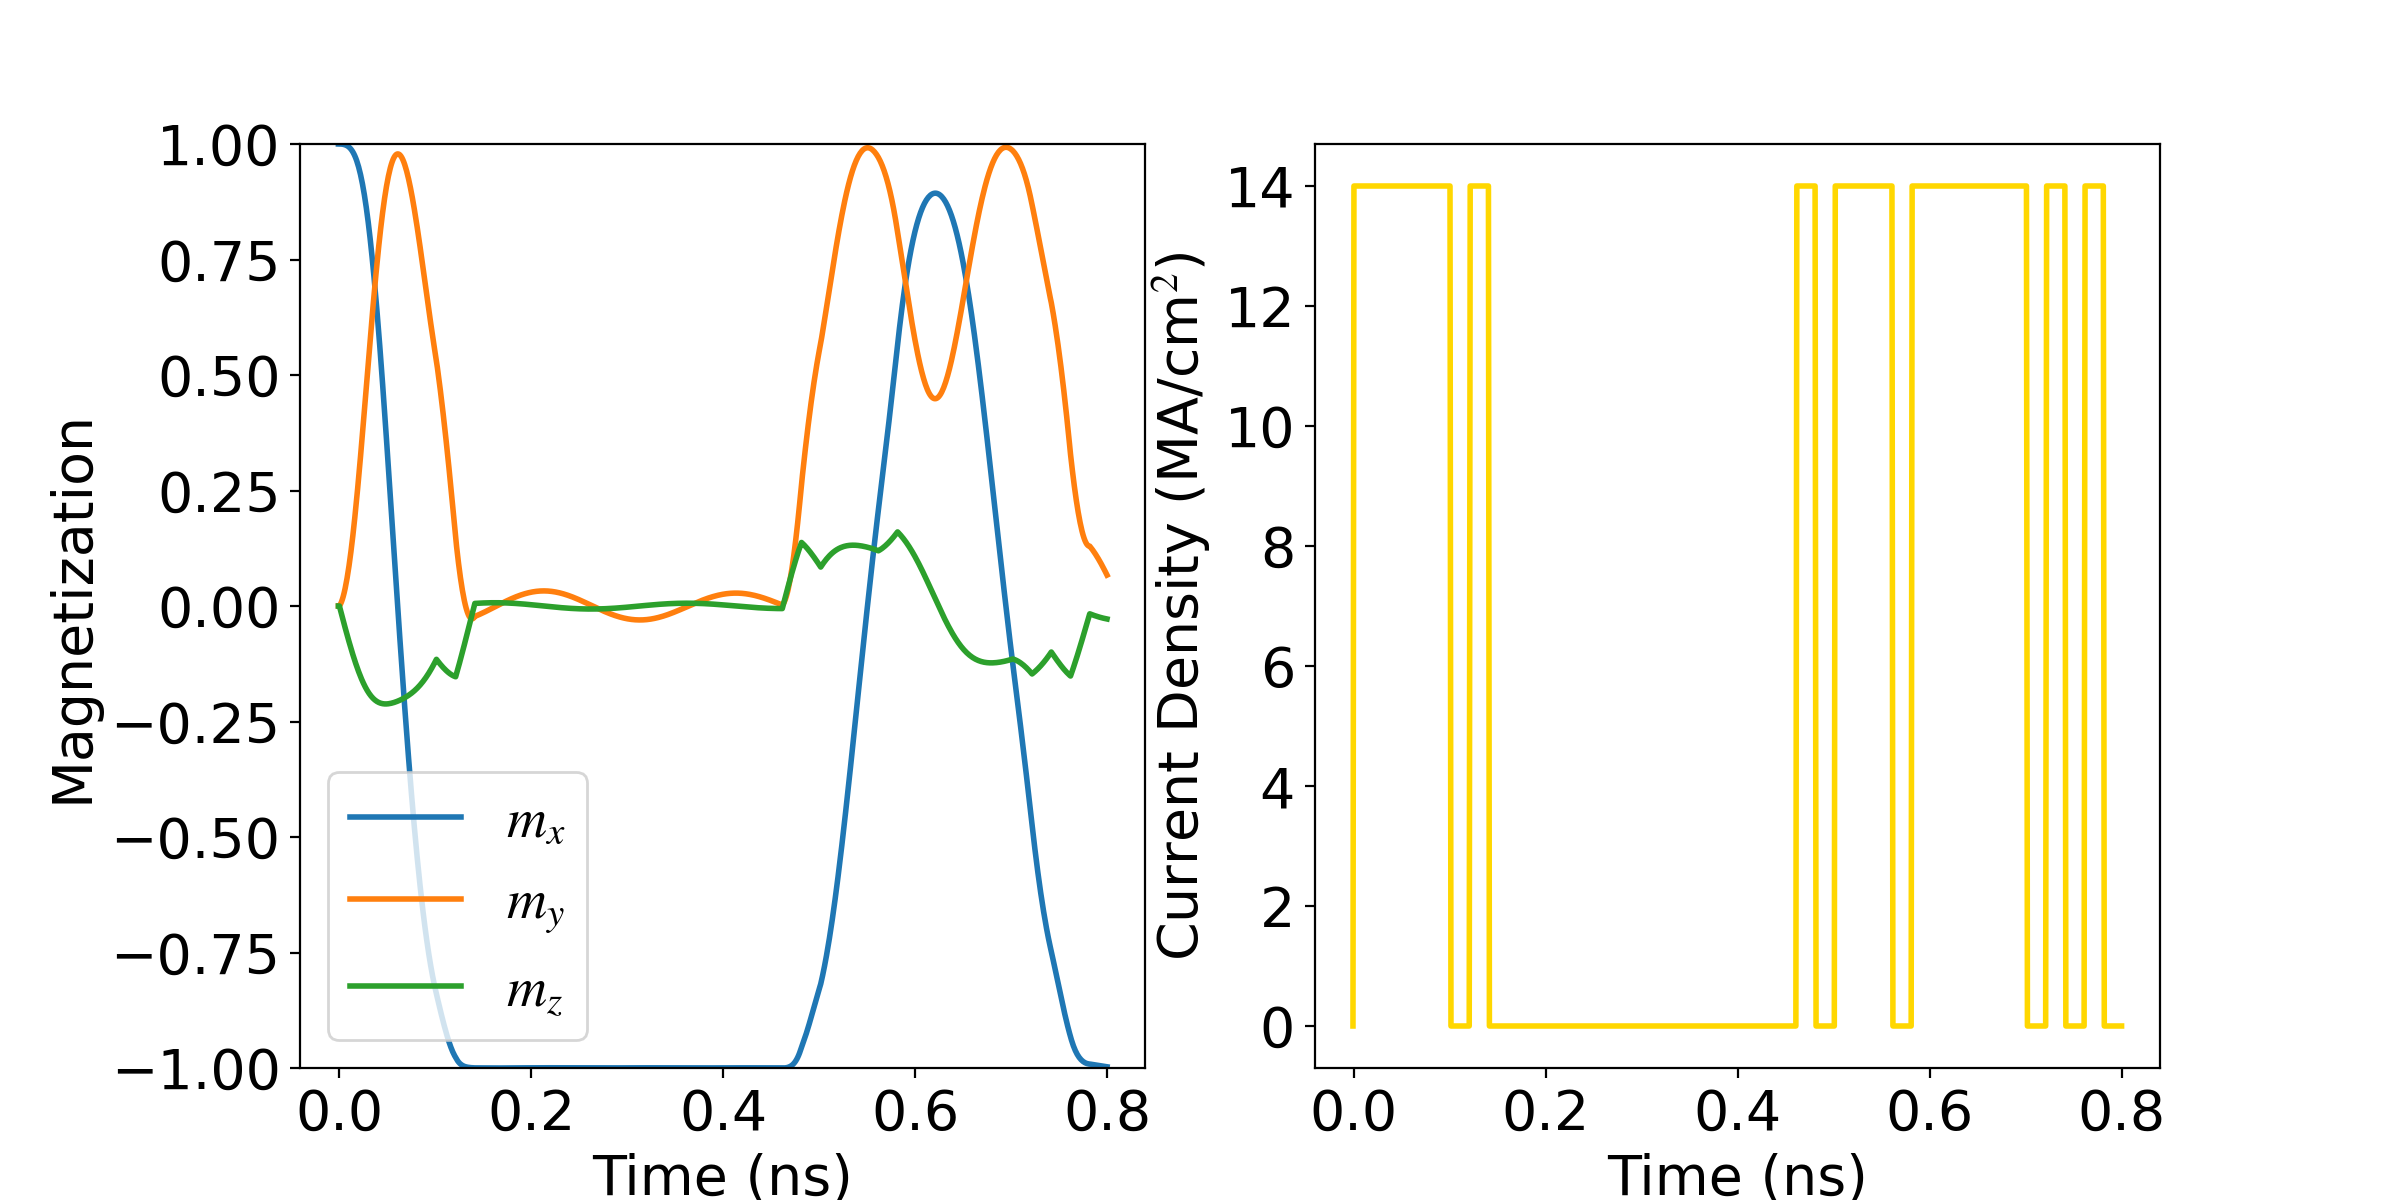 Magnetization
1.00
0.75
0.50
0.25
0.00
−0.25
−0.50
−0.75
−1.00
m_x
m_y
m_z
0.0 0.2 0.4 0.6 0.8
Time (ns)
Current Density (MA/cm²)
14
12
10
8
6
4
2
0
0.0 0.2 0.4 0.6 0.8
Time (ns)